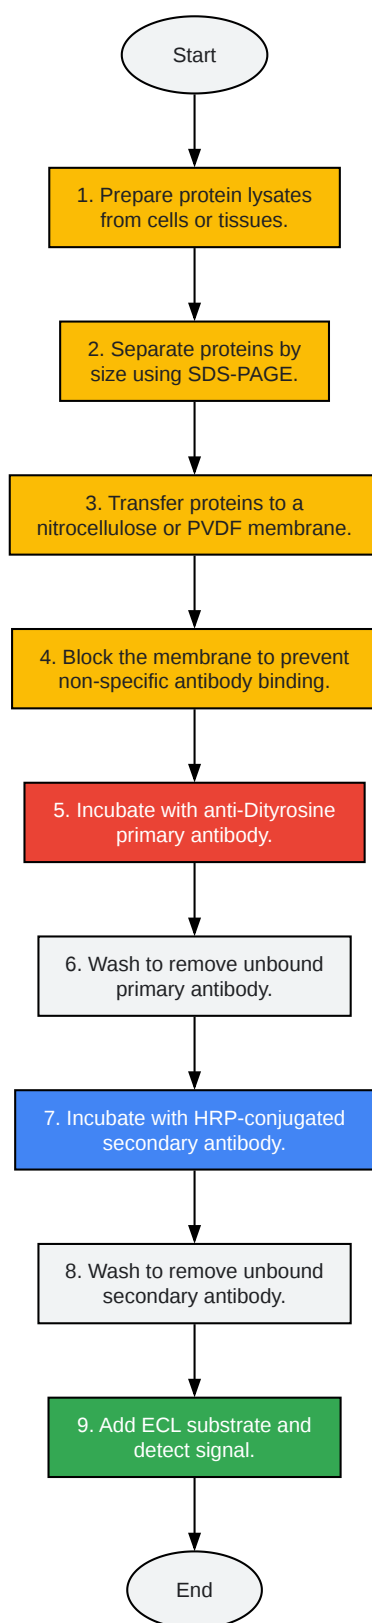 Start
1. Prepare protein lysates
from cells or tissues.
2. Separate proteins by
size using SDS-PAGE.
3. Transfer proteins to a
nitrocellulose or PVDF membrane.
4. Block the membrane to prevent
non-specific antibody binding.
5. Incubate with anti-Dityrosine
primary antibody.
6. Wash to remove unbound
primary antibody.
7. Incubate with HRP-conjugated
secondary antibody.
8. Wash to remove unbound
secondary antibody.
9. Add ECL substrate and
detect signal.
End